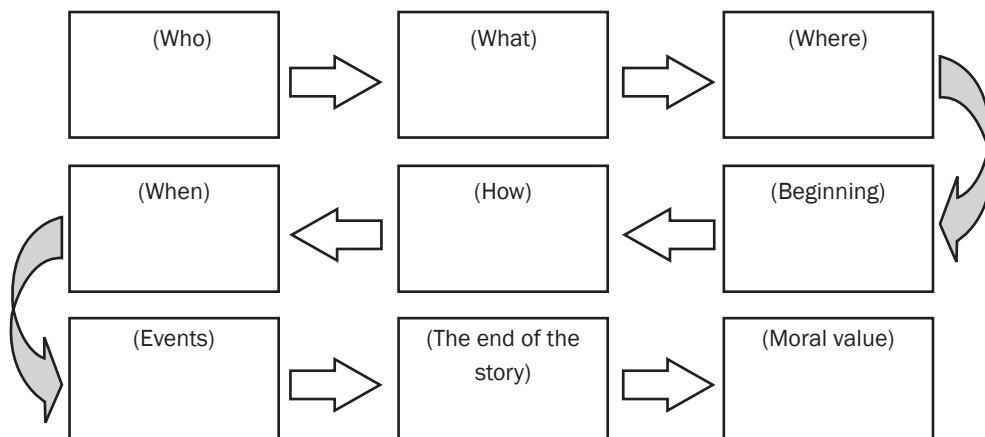 (Who)
(What)
(Where)
(When)
(How)
(Beginning)
(Events)
(The end of the
story)
(Moral value)